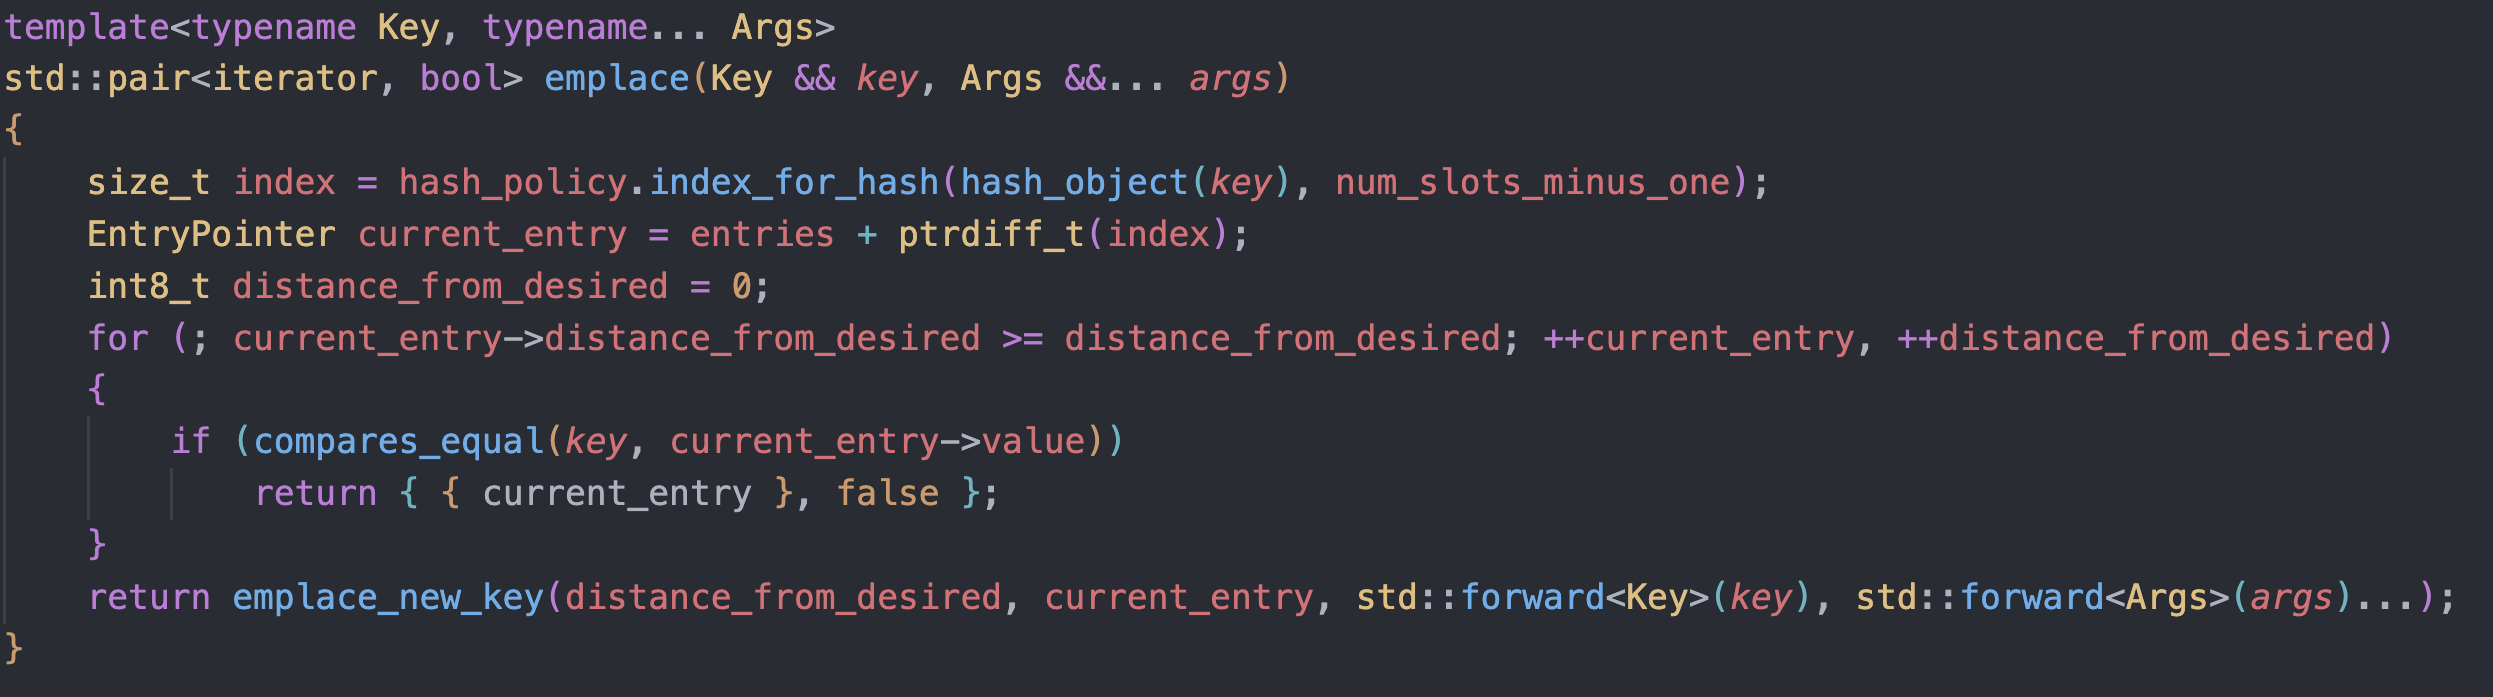 template<typename Key, typename... Args>
std::pair<iterator, bool> emplace(Key && key, Args &&... args)
{
    size_t index = hash_policy.index_for_hash(hash_object(key), num_slots_minus_one);
    EntryPointer current_entry = entries + ptrdiff_t(index);
    int8_t distance_from_desired = 0;
    for (; current_entry->distance_from_desired >= distance_from_desired; ++current_entry, ++distance_from_desired)
    {
        if (compares_equal(key, current_entry->value))
            return { { current_entry }, false };
    }
    return emplace_new_key(distance_from_desired, current_entry, std::forward<Key>(key), std::forward<Args>(args)...);
}